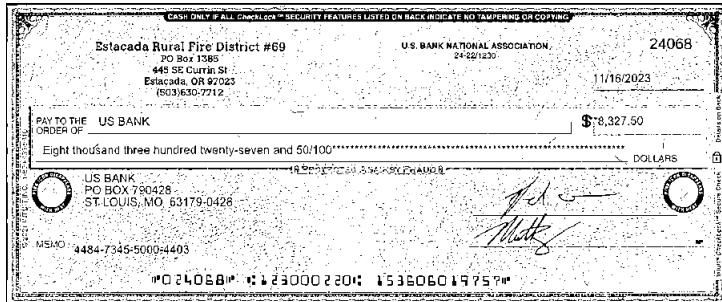 CASH ONLY IF ALL CheckLock™ SECURITY FEATURES LISTED ON BACK INDICATE NO TAMPERING OR COPYING
Estacada Rural Fire District #69
PO Box 1385
445 SE Currin St
Estacada, OR 97023
(503)630-7712
U.S. BANK NATIONAL ASSOCIATION
24-22/1230
24068
11/16/2023
PAY TO THE ORDER OF US BANK
$ *8,327.50
Eight thousand three hundred twenty-seven and 50/100
DOLLARS
US BANK
PO BOX 790428
ST LOUIS, MO 63179-0428
MEMO 4484-7345-5000-4403
⑈024068⑈ ⑆123000220⑆ 153606019757⑈